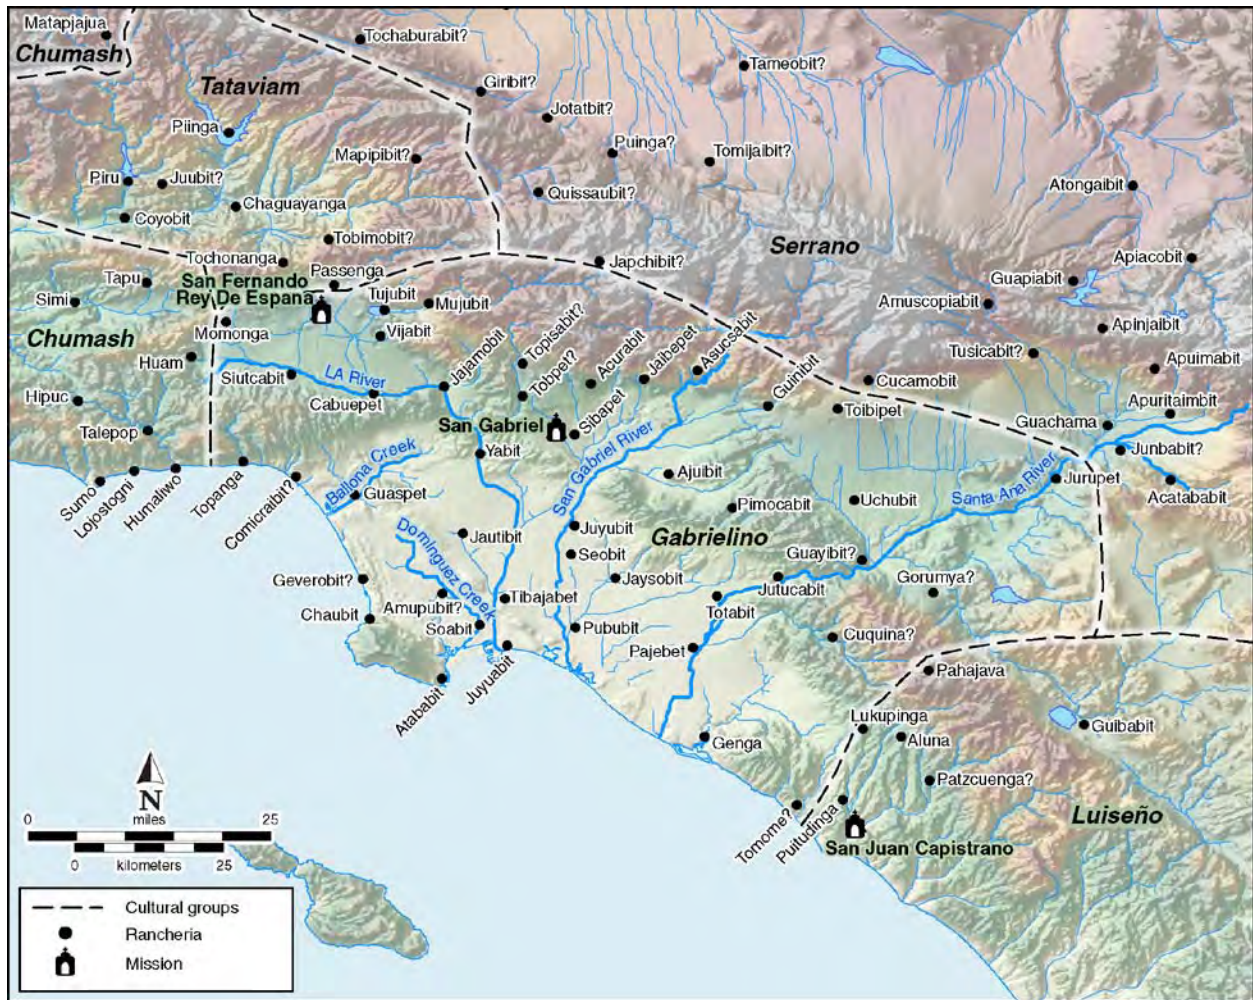 Matapjajua
Chumash
Tochaburabit?
Tameobit?
Tataviam
Giribit?
Jotatbit?
Piinga
Puinga?
Mapipibit?
Tomijaibit?
Piru
Juubit?
Quissaubit?
Atongaibit
Chaguayanga
Coyobit
Tobimobit?
Serrano
Tochonanga
Japchibit?
Apiacobit
Passenga
San Fernando
Rey De Espana
Tapu
Guapiabit
Simi
Tujubit
Mujubit
Amuscopiabit
Momonga
Vijabit
Apinjaibit
Chumash
Topisabit?
Tobpet?
Acurabit
Jaibepet
Asucsabit
Tusicabit?
Huam
Apuimabit
Siutcabit
LA River
Jajamobit
Guinibit
Cucamobit
Hipuc
Cabuepet
Sibapet
Toibipet
Apuritaimbit
San Gabriel
Guachama
Talepop
Yabit
San Gabriel River
Junbabit?
Ballona Creek
Ajuibit
Santa Ana River
Jurupet
Sumo
Lojostogni
Humaliwo
Topanga
Comicraibit?
Guaspet
Uchubit
Acatababit
Pimocabit
Jautibit
Juyubit
Gabrielino
Dominguez Creek
Seobit
Guayibit?
Geverobit?
Jaysobit
Jutucabit
Gorumya?
Amupubit?
Tibajabet
Totabit
Chaubit
Soabit
Pububit
Cuquina?
Pajebet
Atababit
Juyuabit
Pahajava
Lukupinga
Guibabit
Genga
Aluna
Patzcuenga?
Tomome?
Puitudinga
Luiseño
San Juan Capistrano
N
miles
0
25
0
kilometers
25
Cultural groups
Rancheria
Mission